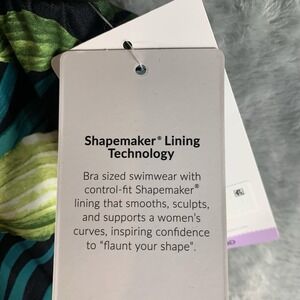 Shapemaker® Lining
Technology
Bra sized swimwear with
control-fit Shapemaker®
lining that smooths, sculpts,
and supports a women's
curves, inspiring confidence
to "flaunt your shape".